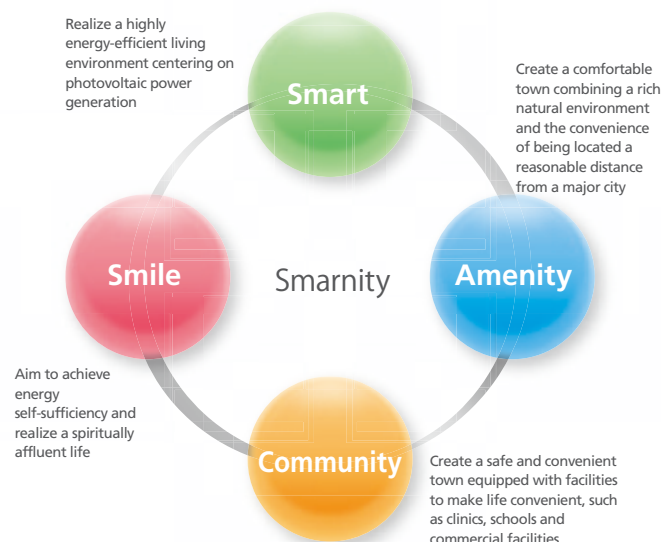 Realize a highly
energy-efficient living
environment centering on
photovoltaic power
generation
Smart
Create a comfortable
town combining a rich
natural environment
and the convenience
of being located a
reasonable distance
from a major city
Smile
Smarnity
Amenity
Aim to achieve
energy
self-sufficiency and
realize a spiritually
affluent life
Community
Create a safe and convenient
town equipped with facilities
to make life convenient, such
as clinics, schools and
commercial facilities